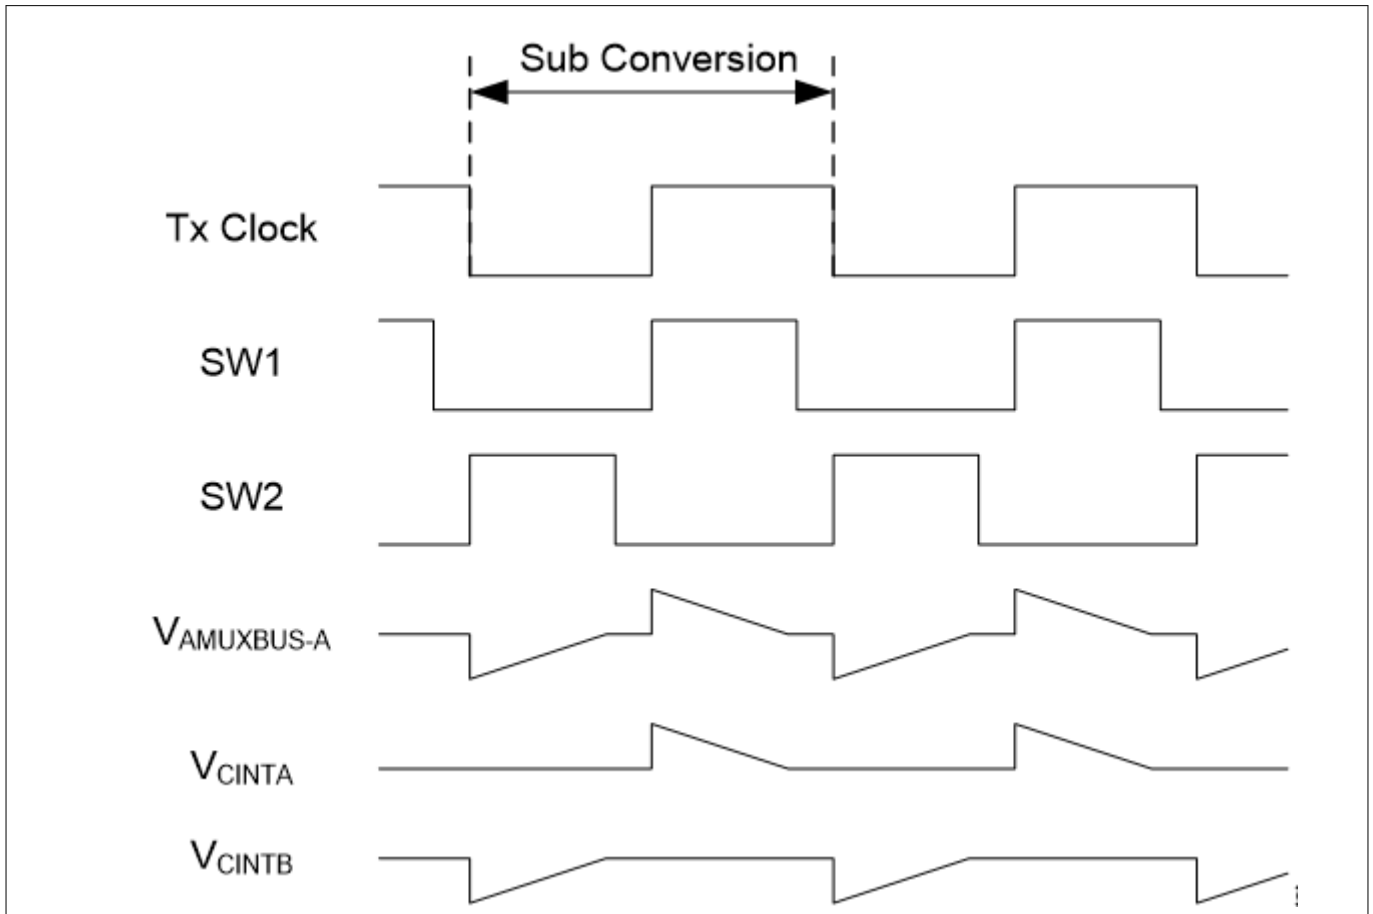 Sub Conversion
Tx Clock
SW1
SW2
VAMUXBUS-A
VCINTA
VCINTB